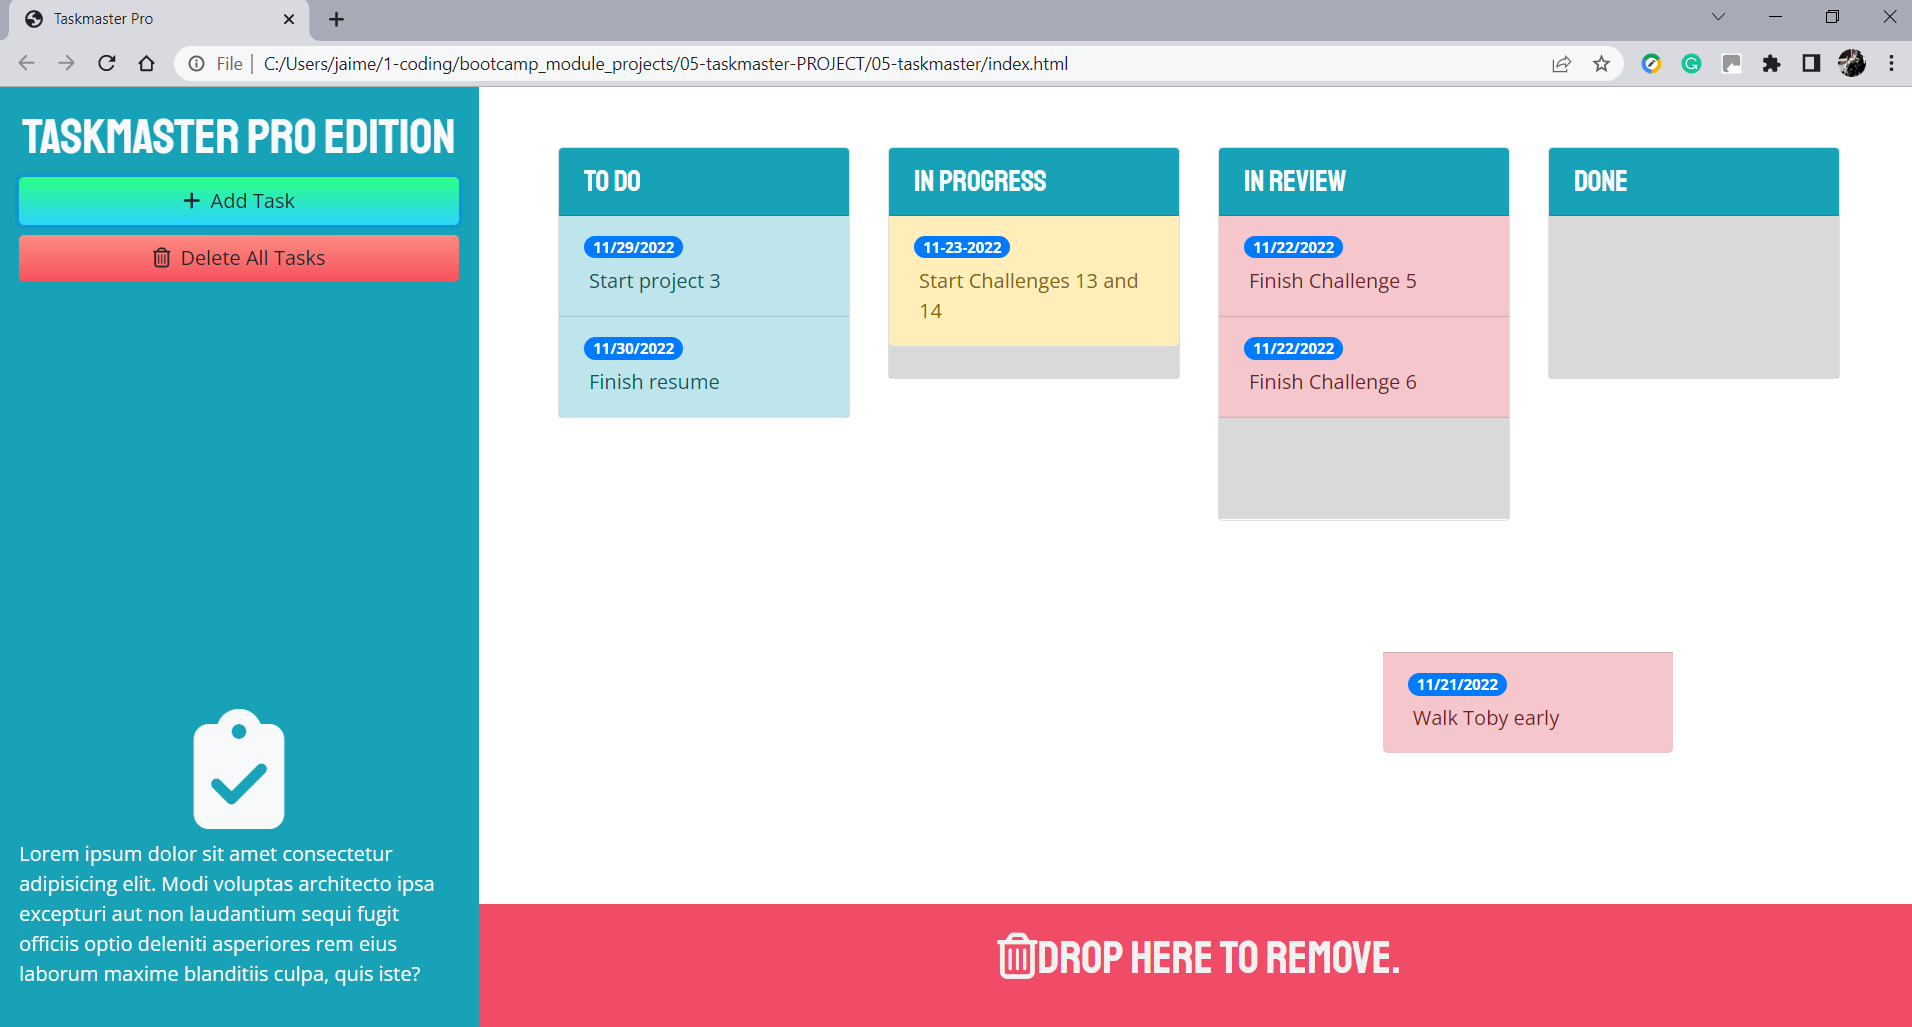 Taskmaster Pro
File | C:/Users/jaime/1-coding/bootcamp_module_projects/05-taskmaster-PROJECT/05-taskmaster/index.html
TASKMASTER PRO EDITION
Add Task
Delete All Tasks
Lorem ipsum dolor sit amet consectetur
adipisicing elit. Modi voluptas architecto ipsa
excepturi aut non laudantium sequi fugit
officiis optio deleniti asperiores rem eius
laborum maxime blanditiis culpa, quis iste?
TO DO
11/29/2022
Start project 3
11/30/2022
Finish resume
IN PROGRESS
11-23-2022
Start Challenges 13 and
14
IN REVIEW
11/22/2022
Finish Challenge 5
11/22/2022
Finish Challenge 6
DONE
11/21/2022
Walk Toby early
DROP HERE TO REMOVE.